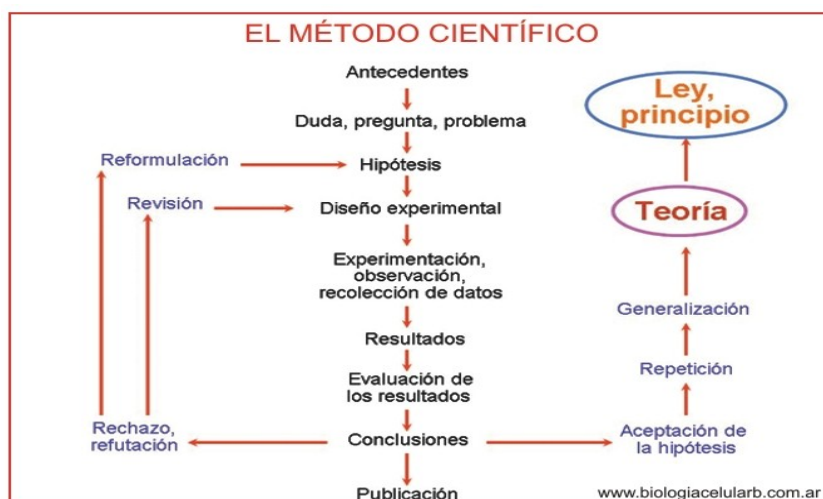 EL MÉTODO CIENTÍFICO
Antecedentes
Duda, pregunta, problema
Hipótesis
Diseño experimental
Experimentación,
observación,
recolección de datos
Resultados
Evaluación de
los resultados
Conclusiones
Publicación
Reformulación
Revisión
Rechazo,
refutación
Ley,
principio
Teoría
Generalización
Repetición
Aceptación de
la hipótesis
www.biologiacelularb.com.ar